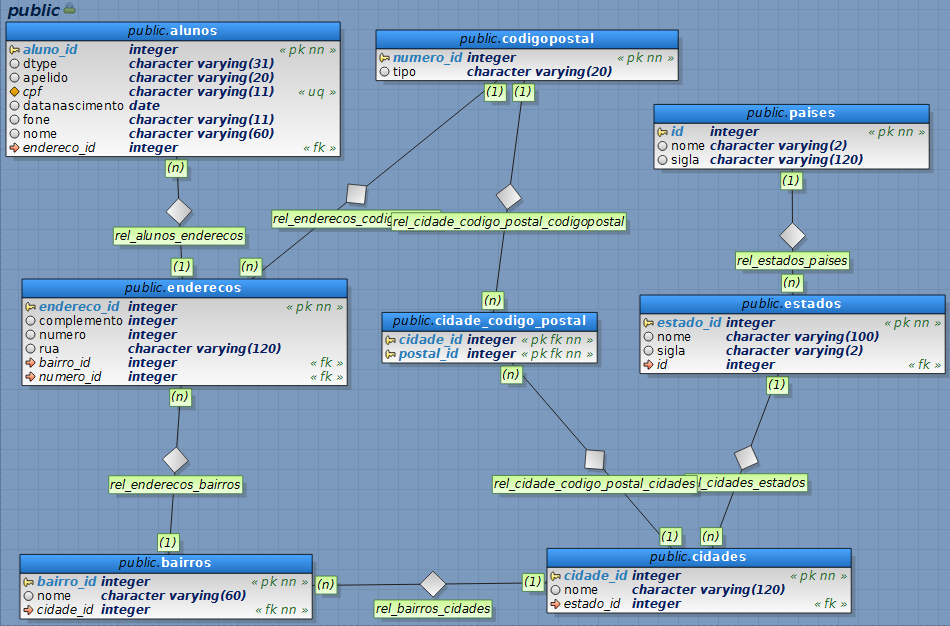 public
public.alunos
aluno_id integer « pk nn »
dtype character varying(31)
apelido character varying(20)
cpf character varying(11) « uq »
datanascimento date
fone character varying(11)
nome character varying(60)
endereco_id integer « fk »
public.codigopostal
numero_id integer « pk nn »
tipo character varying(20)
public.paises
id integer « pk nn »
nome character varying(2)
sigla character varying(120)
(n)
(1)
(1)
(1)
rel_alunos_enderecos
rel_enderecos_codig
rel_cidade_codigo_postal_codigopostal
rel_estados_paises
(1)
(n)
(n)
(n)
public.enderecos
endereco_id integer « pk nn »
complemento integer
numero integer
rua character varying(120)
bairro_id integer « fk »
numero_id integer « fk »
public.cidade_codigo_postal
cidade_id integer « pk fk nn »
postal_id integer « pk fk nn »
public.estados
estado_id integer « pk nn »
nome character varying(100)
sigla character varying(2)
id integer « fk »
(n)
(n)
(1)
rel_enderecos_bairros
rel_cidade_codigo_postal_cidades
l_cidades_estados
(1)
(1)
(n)
public.bairros
bairro_id integer « pk nn »
nome character varying(60)
cidade_id integer « fk nn »
(n)
(1)
rel_bairros_cidades
public.cidades
cidade_id integer « pk nn »
nome character varying(120)
estado_id integer « fk »